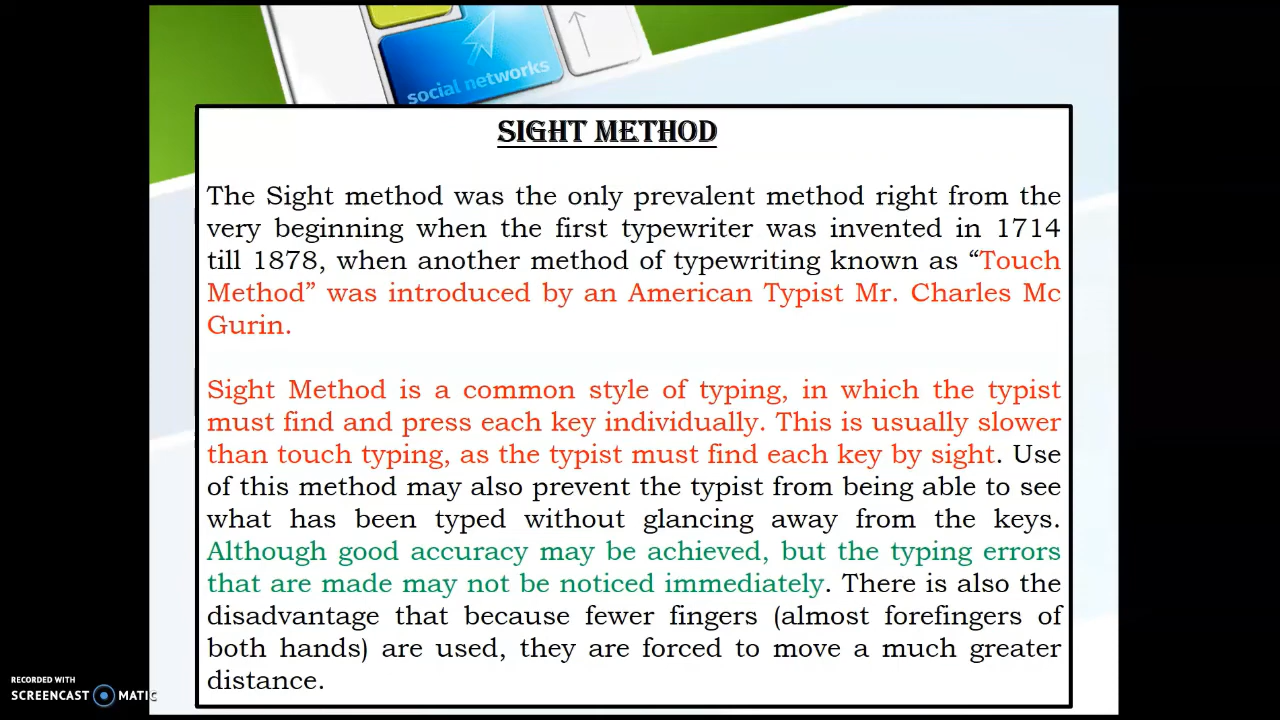 social networks
SIGHT METHOD
The Sight method was the only prevalent method right from the
very beginning when the first typewriter was invented in 1714
till 1878, when another method of typewriting known as “Touch
Method” was introduced by an American Typist Mr. Charles Mc
Gurin.
Sight Method is a common style of typing, in which the typist
must find and press each key individually. This is usually slower
than touch typing, as the typist must find each key by sight. Use
of this method may also prevent the typist from being able to see
what has been typed without glancing away from the keys.
Although good accuracy may be achieved, but the typing errors
that are made may not be noticed immediately. There is also the
disadvantage that because fewer fingers (almost forefingers of
both hands) are used, they are forced to move a much greater
distance.
RECORDED WITH
SCREENCAST MATIC